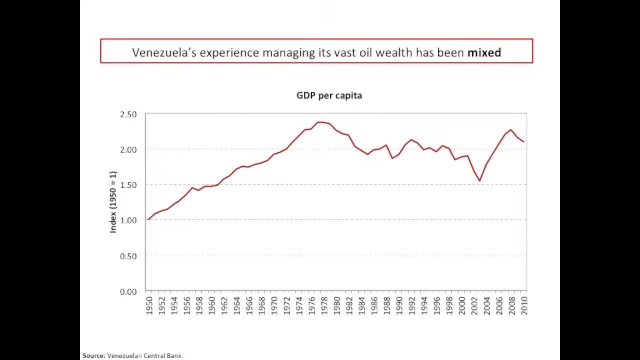 Venezuela's experience managing its vast oil wealth has been mixed
GDP per capita
Index (1950 = 1)
2.50
2.00
1.50
1.00
0.50
0.00
1950 1952 1954 1956 1958 1960 1962 1964 1966 1968 1970 1972 1974 1976 1978 1980 1982 1984 1986 1988 1990 1992 1994 1996 1998 2000 2002 2004 2006 2008 2010
Source: Venezuelan Central Bank.